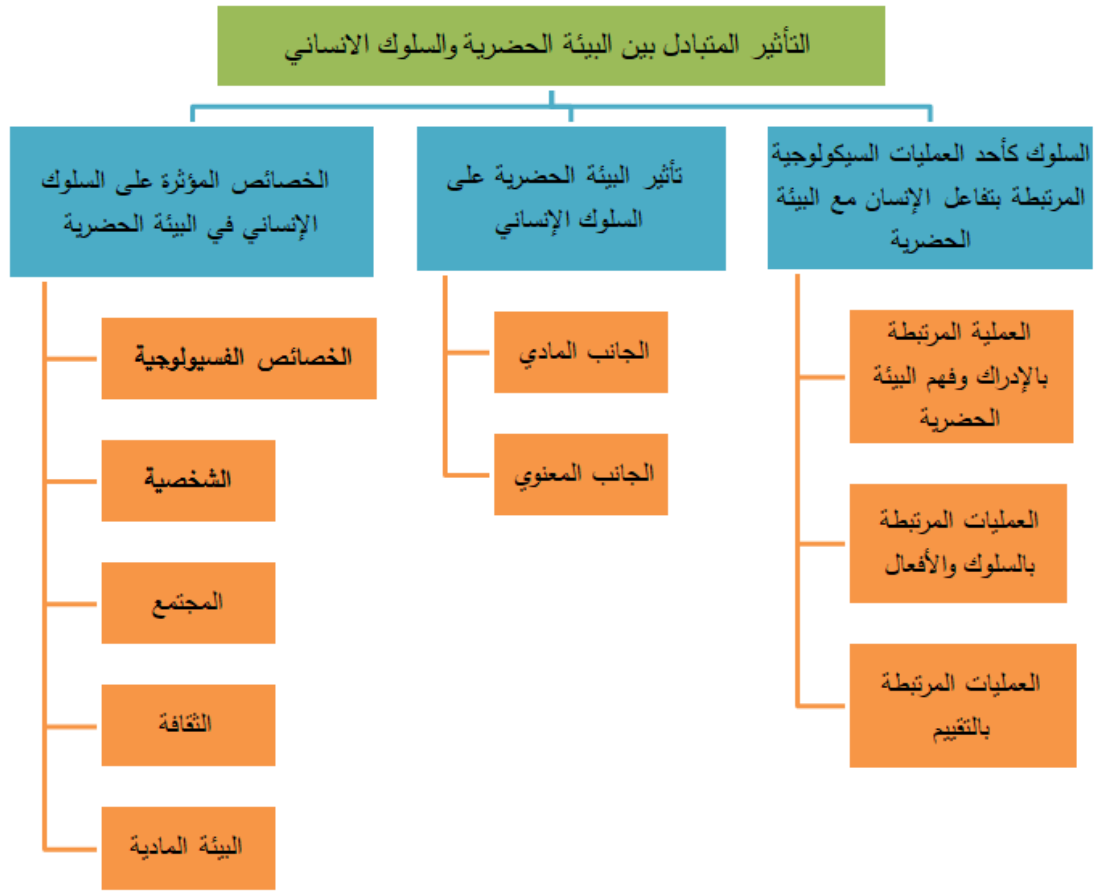 التأثير المتبادل بين البيئة الحضرية والسلوك الانساني
السلوك كأحد العمليات السيكولوجية
المرتبطة بتفاعل الإنسان مع البيئة
الحضرية
العملية المرتبطة
بالإدراك وفهم البيئة
الحضرية
العمليات المرتبطة
بالسلوك والأفعال
العمليات المرتبطة
بالتقييم
تأثير البيئة الحضرية على
السلوك الإنساني
الجانب المادي
الجانب المعنوي
الخصائص المؤثرة على السلوك
الإنساني في البيئة الحضرية
الخصائص الفسيولوجية
الشخصية
المجتمع
الثقافة
البيئة المادية